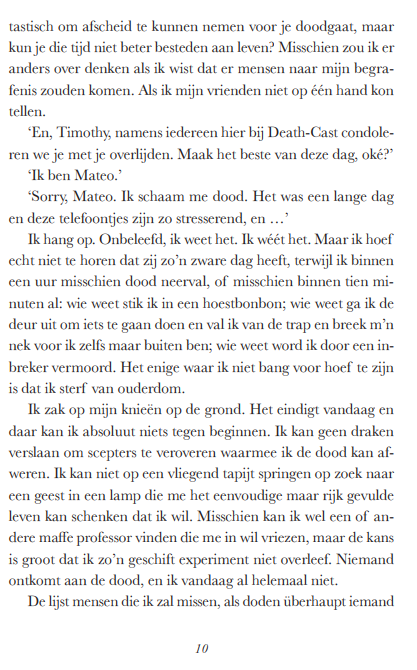 tastisch om afscheid te kunnen nemen voor je doodgaat, maar
kun je die tijd niet beter besteden aan leven? Misschien zou ik er
anders over denken als ik wist dat er mensen naar mijn begra-
fenis zouden komen. Als ik mijn vrienden niet op één hand kon
tellen.
‘En, Timothy, namens iedereen hier bij Death-Cast condole-
ren we je met je overlijden. Maak het beste van deze dag, oké?’
‘Ik ben Mateo.’
‘Sorry, Mateo. Ik schaam me dood. Het was een lange dag
en deze telefoontjes zijn zo stresserend, en …’
Ik hang op. Onbeleefd, ik weet het. Ik wéét het. Maar ik hoef
echt niet te horen dat zij zo’n zware dag heeft, terwijl ik binnen
een uur misschien dood neerval, of misschien binnen tien mi-
nuten al: wie weet stik ik in een hoestbonbon; wie weet ga ik de
deur uit om iets te gaan doen en val ik van de trap en breek m’n
nek voor ik zelfs maar buiten ben; wie weet word ik door een in-
breker vermoord. Het enige waar ik niet bang voor hoef te zijn
is dat ik sterf van ouderdom.
Ik zak op mijn knieën op de grond. Het eindigt vandaag en
daar kan ik absoluut niets tegen beginnen. Ik kan geen draken
verslaan om scepters te veroveren waarmee ik de dood kan af-
weren. Ik kan niet op een vliegend tapijt springen op zoek naar
een geest in een lamp die me het eenvoudige maar rijk gevulde
leven kan schenken dat ik wil. Misschien kan ik wel een of an-
dere maffe professor vinden die me in wil vriezen, maar de kans
is groot dat ik zo’n geschift experiment niet overleef. Niemand
ontkomt aan de dood, en ik vandaag al helemaal niet.
De lijst mensen die ik zal missen, als doden überhaupt iemand
10